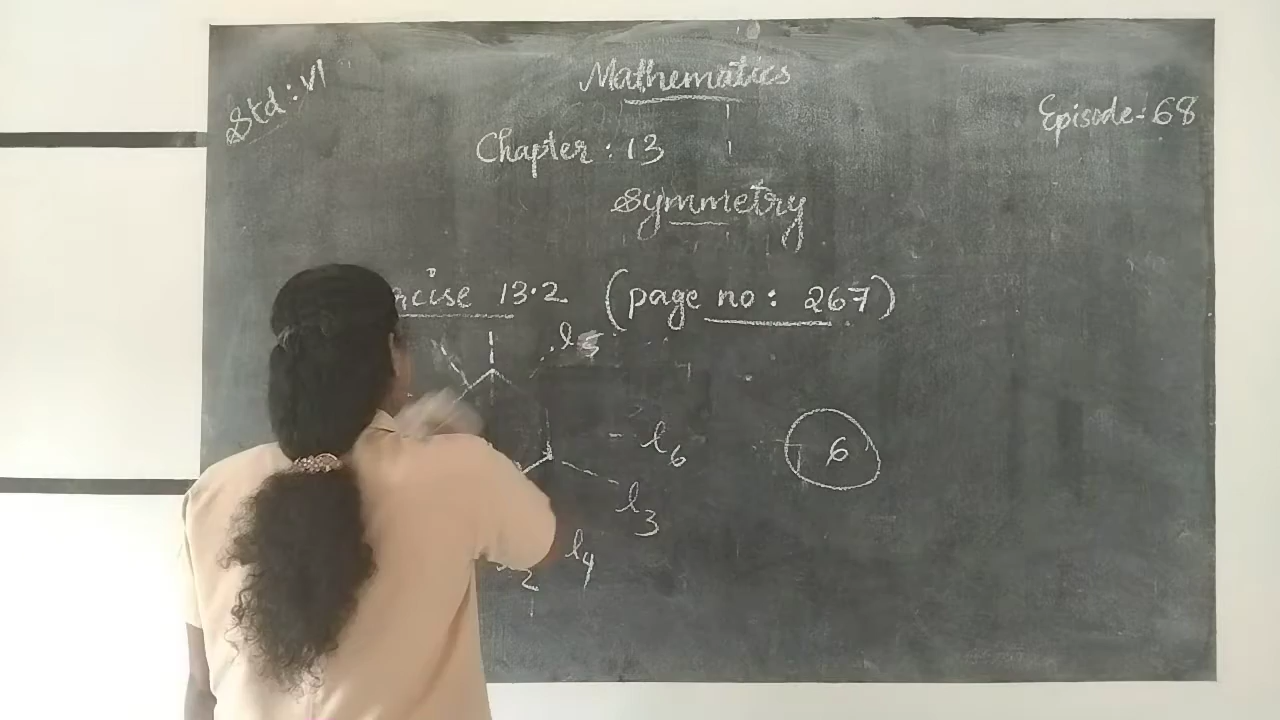 Std: VI
Mathematics
Episode-68
Chapter: 13
Symmetry
rcise 13.2 (page no: 267)
l5
l6
6
l3
l4
2